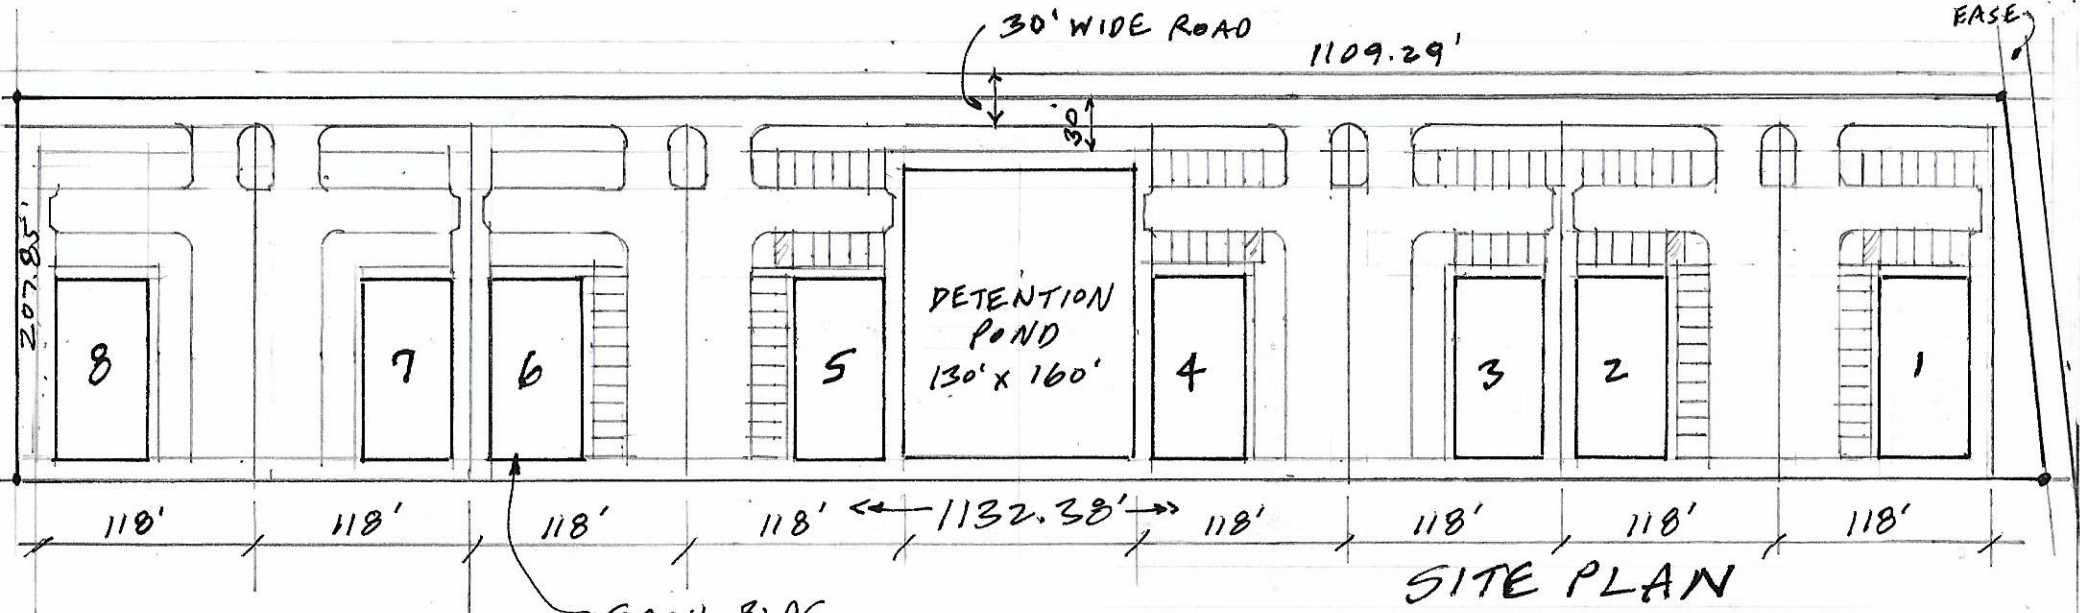 30' WIDE ROAD
EASE
1109.29'
30'
207.85'
DETENTION
POND
130' x 160'
8
7
6
5
4
3
2
1
118'
118'
118'
118'
<-- 1132.38' -->
118'
118'
118'
118'
SITE PLAN